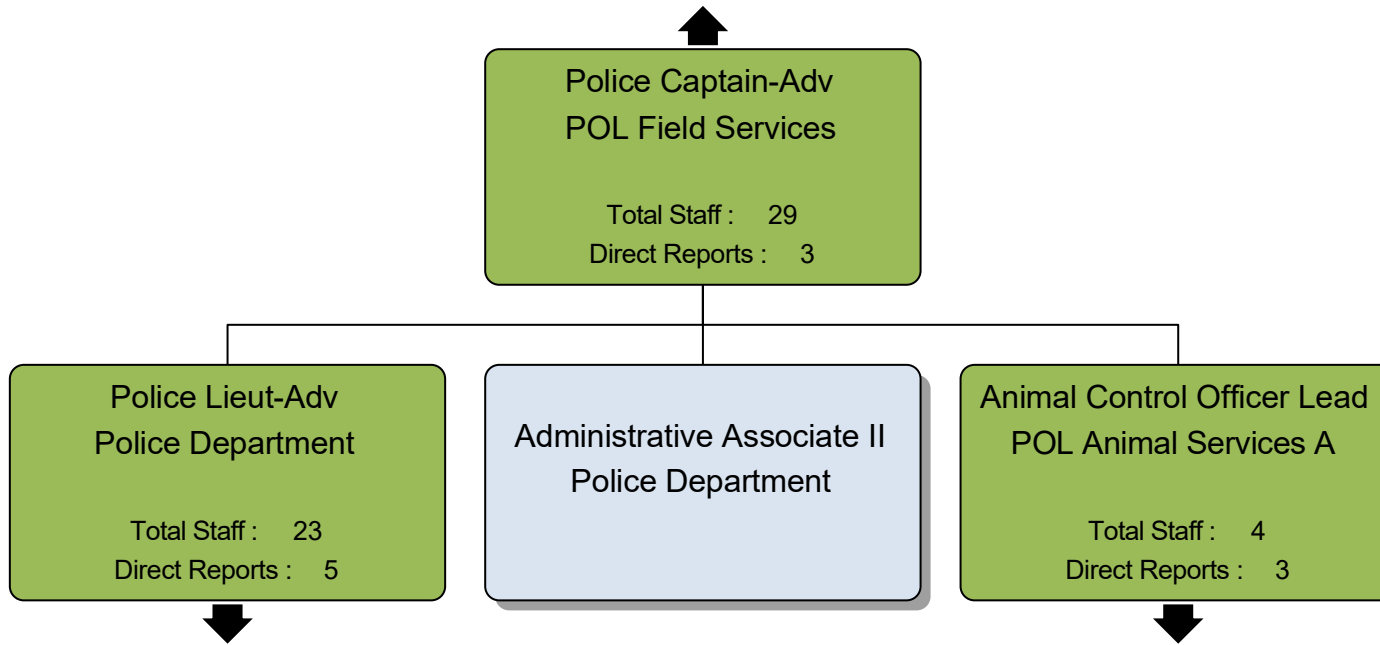 Police Captain-Adv
POL Field Services
Total Staff : 29
Direct Reports : 3
Police Lieut-Adv
Police Department
Total Staff : 23
Direct Reports : 5
Administrative Associate II
Police Department
Animal Control Officer Lead
POL Animal Services A
Total Staff : 4
Direct Reports : 3